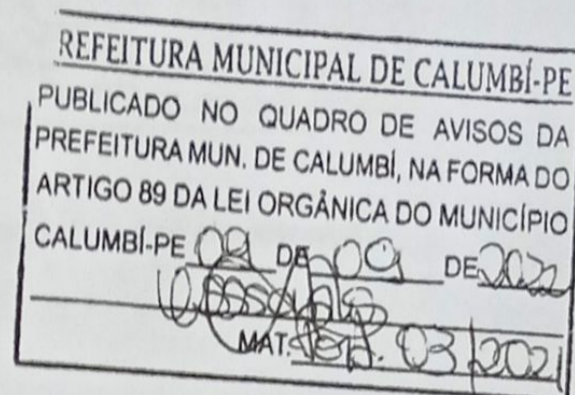 REFEITURA MUNICIPAL DE CALUMBÍ-PE
PUBLICADO NO QUADRO DE AVISOS DA
PREFEITURA MUN. DE CALUMBÍ, NA FORMA DO
ARTIGO 89 DA LEI ORGÂNICA DO MUNICÍPIO
CALUMBÍ-PE 09 DE 09 DE 2022
MAT. 03/2021